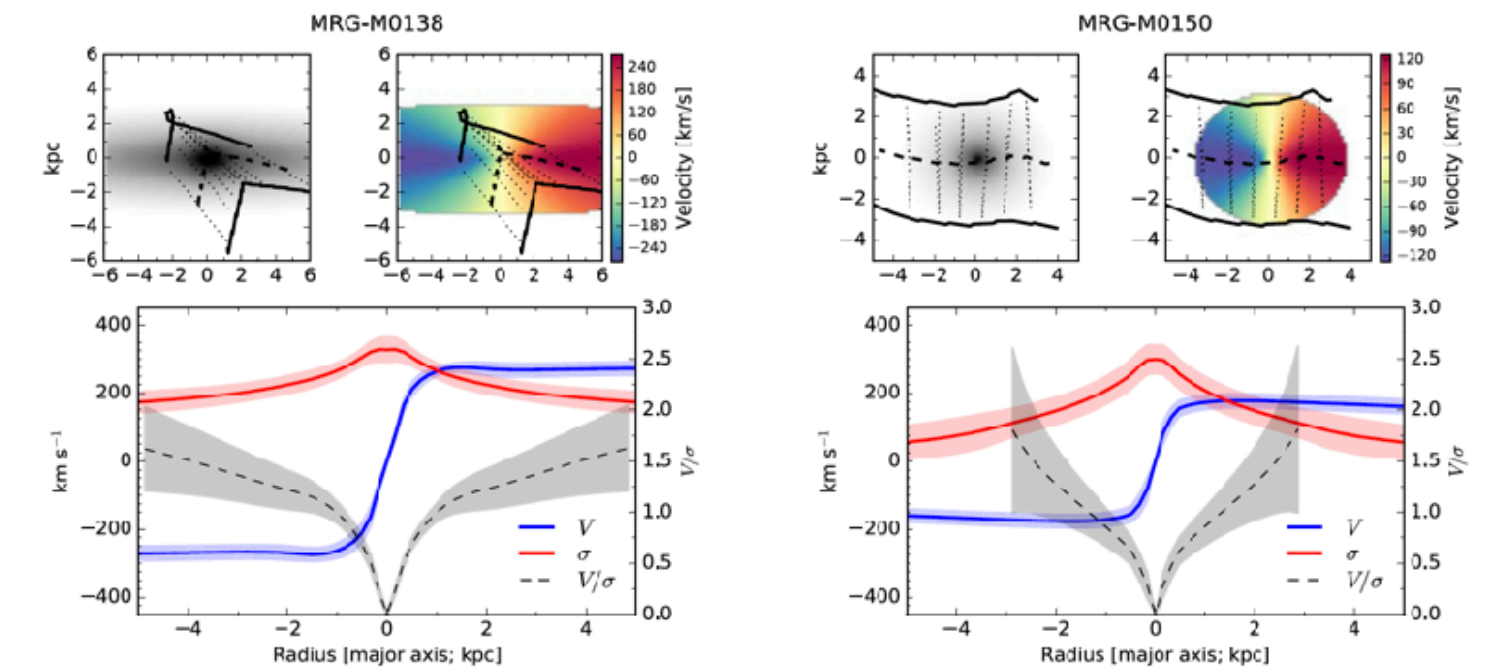 MRG-M0138
6
4
2
0
−2
−4
−6
kpc
−6 −4 −2 0 2 4 6
6
4
2
0
−2
−4
−6
−6 −4 −2 0 2 4 6
240
180
120
60
0
−60
−120
−180
−240
Velocity [km/s]
400
200
0
−200
−400
km s⁻¹
−4 −2 0 2 4
Radius [major axis; kpc]
3.0
2.5
2.0
1.5
1.0
0.5
0.0
V/σ
V
σ
V/σ
MRG-M0150
4
2
0
−2
−4
kpc
−4 −2 0 2 4
4
2
0
−2
−4
−4 −2 0 2 4
120
90
60
30
0
−30
−60
−90
−120
Velocity [km/s]
400
200
0
−200
−400
km s⁻¹
−4 −2 0 2 4
Radius [major axis; kpc]
3.0
2.5
2.0
1.5
1.0
0.5
0.0
V/σ
V
σ
V/σ